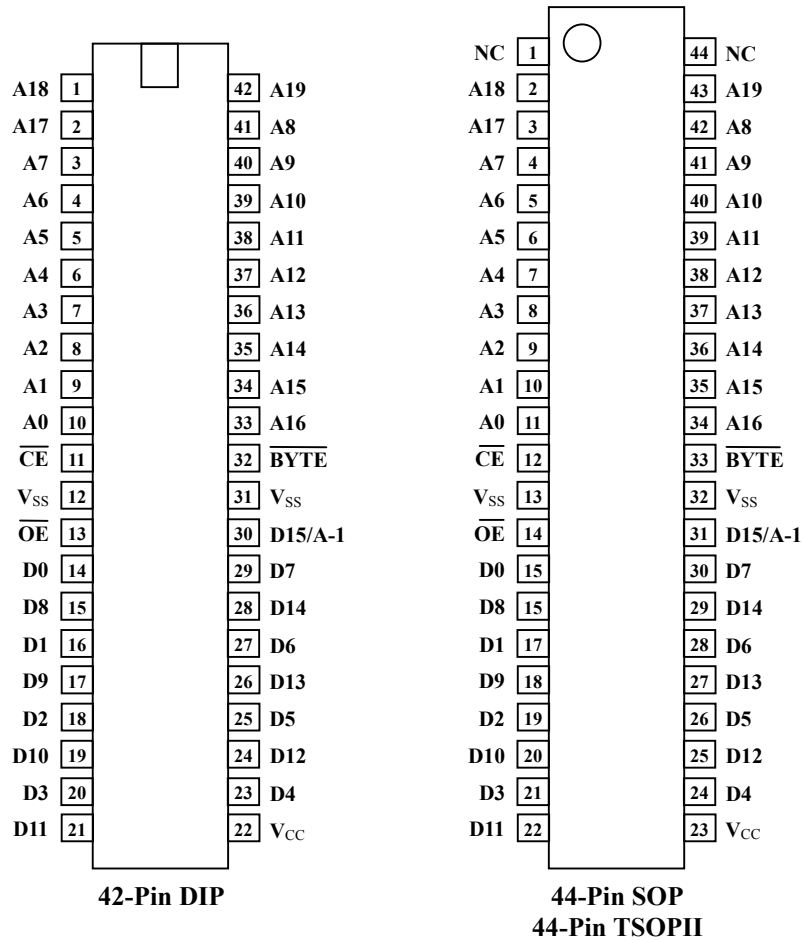 A18 1 42 A19
A17 2 41 A8
A7 3 40 A9
A6 4 39 A10
A5 5 38 A11
A4 6 37 A12
A3 7 36 A13
A2 8 35 A14
A1 9 34 A15
A0 10 33 A16
CE 11 32 BYTE
VSS 12 31 VSS
OE 13 30 D15/A-1
D0 14 29 D7
D8 15 28 D14
D1 16 27 D6
D9 17 26 D13
D2 18 25 D5
D10 19 24 D12
D3 20 23 D4
D11 21 22 VCC
42-Pin DIP
NC 1 44 NC
A18 2 43 A19
A17 3 42 A8
A7 4 41 A9
A6 5 40 A10
A5 6 39 A11
A4 7 38 A12
A3 8 37 A13
A2 9 36 A14
A1 10 35 A15
A0 11 34 A16
CE 12 33 BYTE
VSS 13 32 VSS
OE 14 31 D15/A-1
D0 15 30 D7
D8 15 29 D14
D1 17 28 D6
D9 18 27 D13
D2 19 26 D5
D10 20 25 D12
D3 21 24 D4
D11 22 23 VCC
44-Pin SOP
44-Pin TSOPII